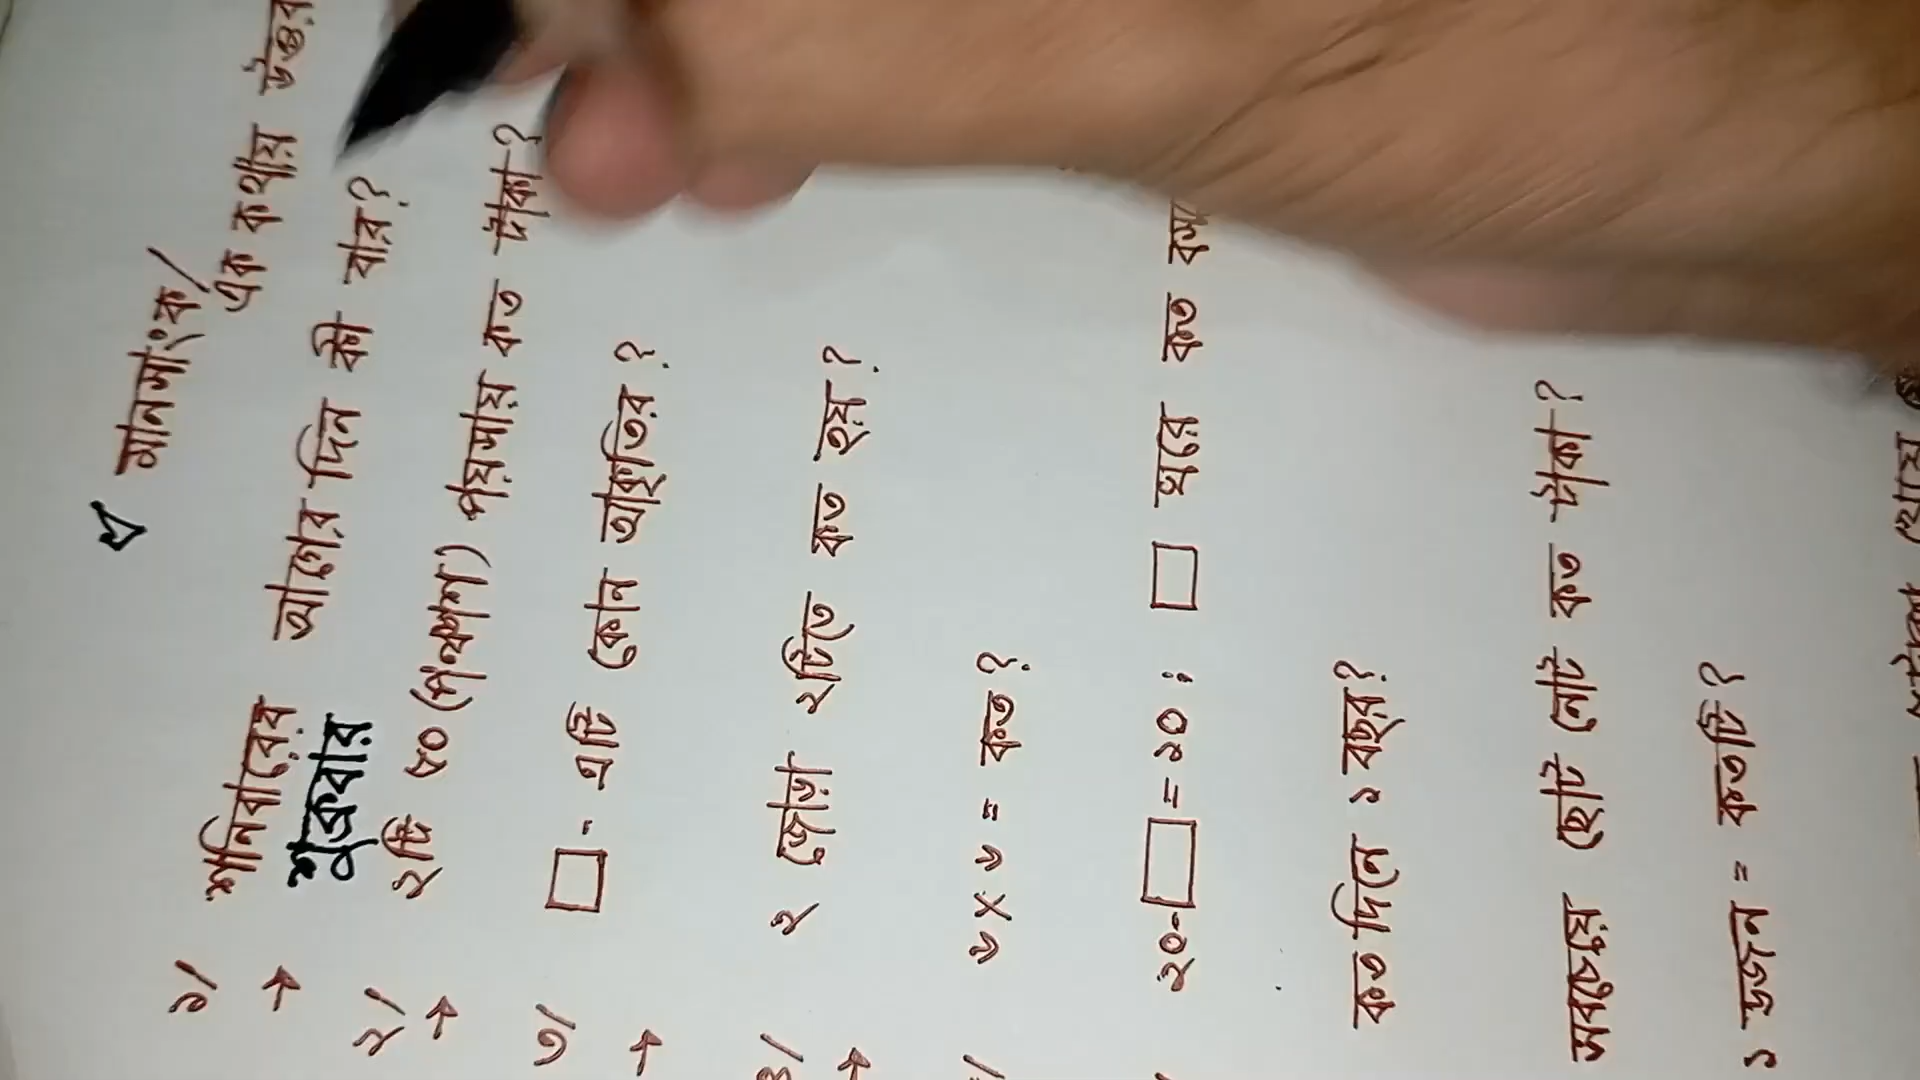 মানসাংক/
এক কথায় উত্তর
১/ শনিবারের আগের দিন কী বার?
→ শুক্রবার
২/ ২টি ৫০ (পঞ্চাশ) পয়সায় কত টাকা?
→
৩/ □ - এটি কোন আকৃতির?
→
৪/ ২ জোড়া ২টিতে কত হয়?
→
/ ৮ x ৮ = কত?
২০-□ = ১০ ; □ ঘরে কত
কত দিনে ১ বছর?
সবচেয়ে ছোট নোট কত টাকা?
১ ডজন = কতটি?